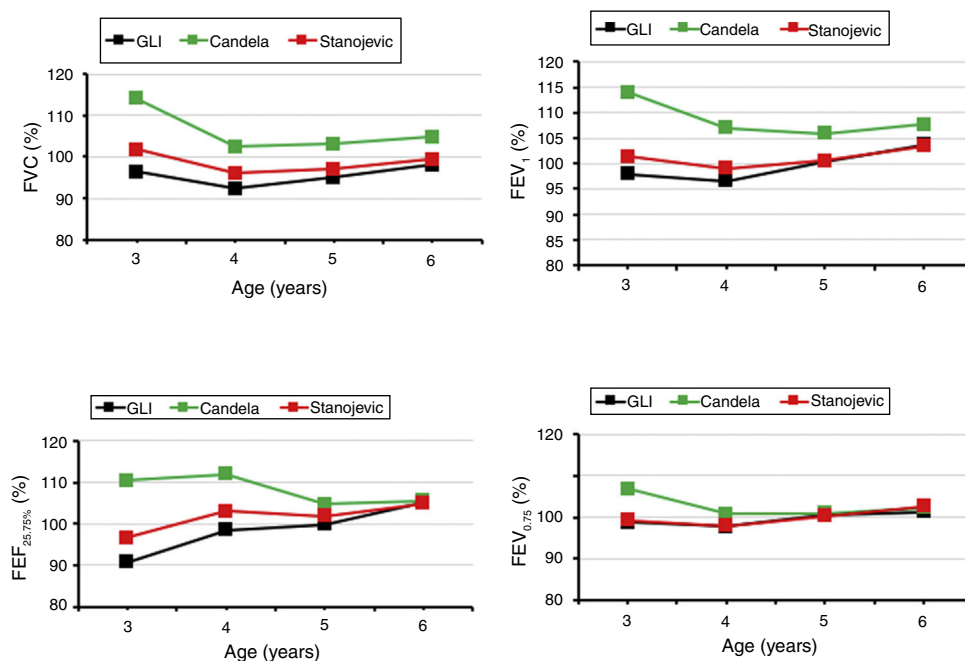 GLI Candela Stanojevic
FVC (%)
120
110
100
90
80
3 4 5 6
Age (years)
GLI Candela Stanojevic
FEV1 (%)
120
115
110
105
100
95
90
85
80
3 4 5 6
Age (years)
GLI Candela Stanojevic
FEF25.75% (%)
120
110
100
90
80
3 4 5 6
Age (years)
GLI Candela Stanojevic
FEV0.75 (%)
120
110
100
90
80
3 4 5 6
Age (years)